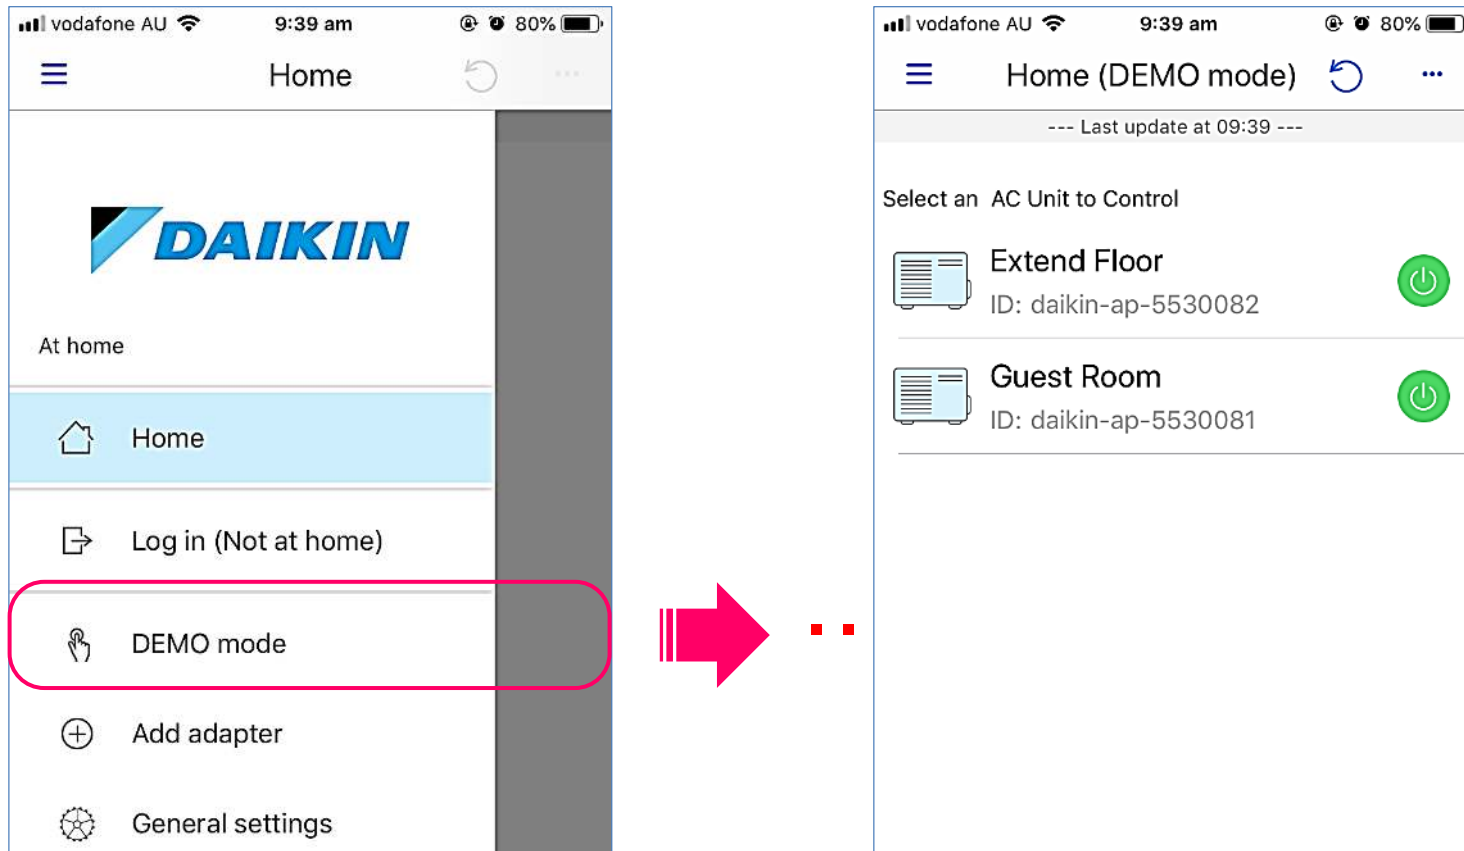 vodafone AU 9:39 am 80%
Home
DAIKIN
At home
Home
Log in (Not at home)
DEMO mode
Add adapter
General settings
vodafone AU 9:39 am 80%
Home (DEMO mode)
--- Last update at 09:39 ---
Select an AC Unit to Control
Extend Floor
ID: daikin-ap-5530082
Guest Room
ID: daikin-ap-5530081